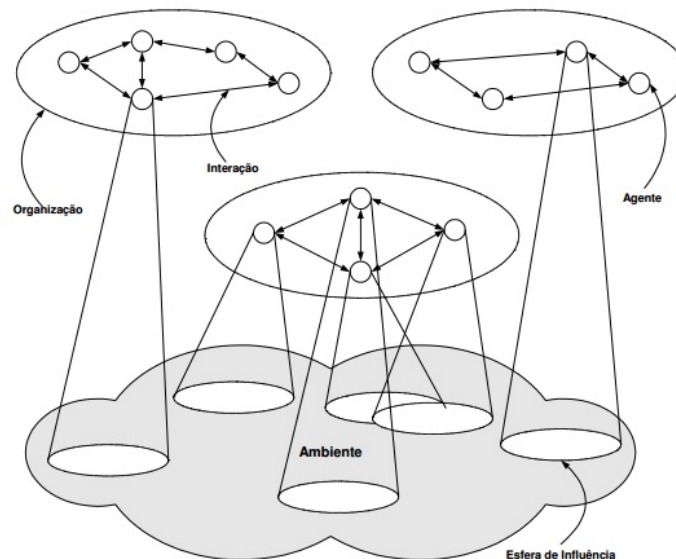 Interação
Organização
Agente
Ambiente
Esfera de Influência